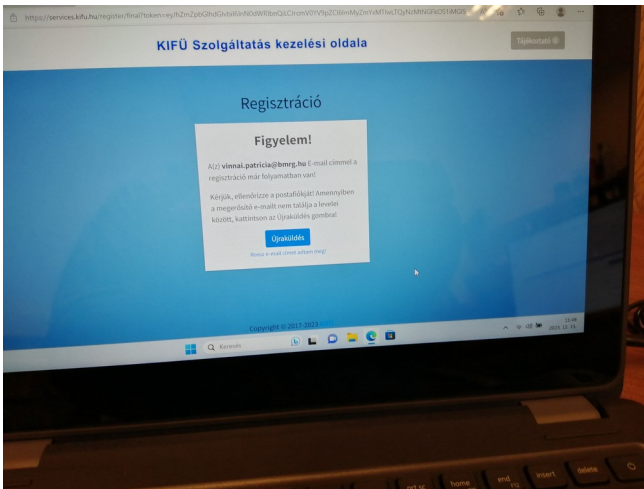 KIFÜ Szolgáltatás kezelési oldala
Tájékoztató
Regisztráció
Figyelem!
A(z) vinnai.patricia@bmrg.hu E-mail címmel a
regisztráció már folyamatban van!
Kérjük, ellenőrizze a postafiókját! Amennyiben
a megerősítő e-mailt nem találja a levelei
között, kattintson az Újraküldés gombra!
Újraküldés
Rossz e-mail címet adtam meg!
Copyright © 2017-2023
Keresés
prt sc
home
end
insert
delete